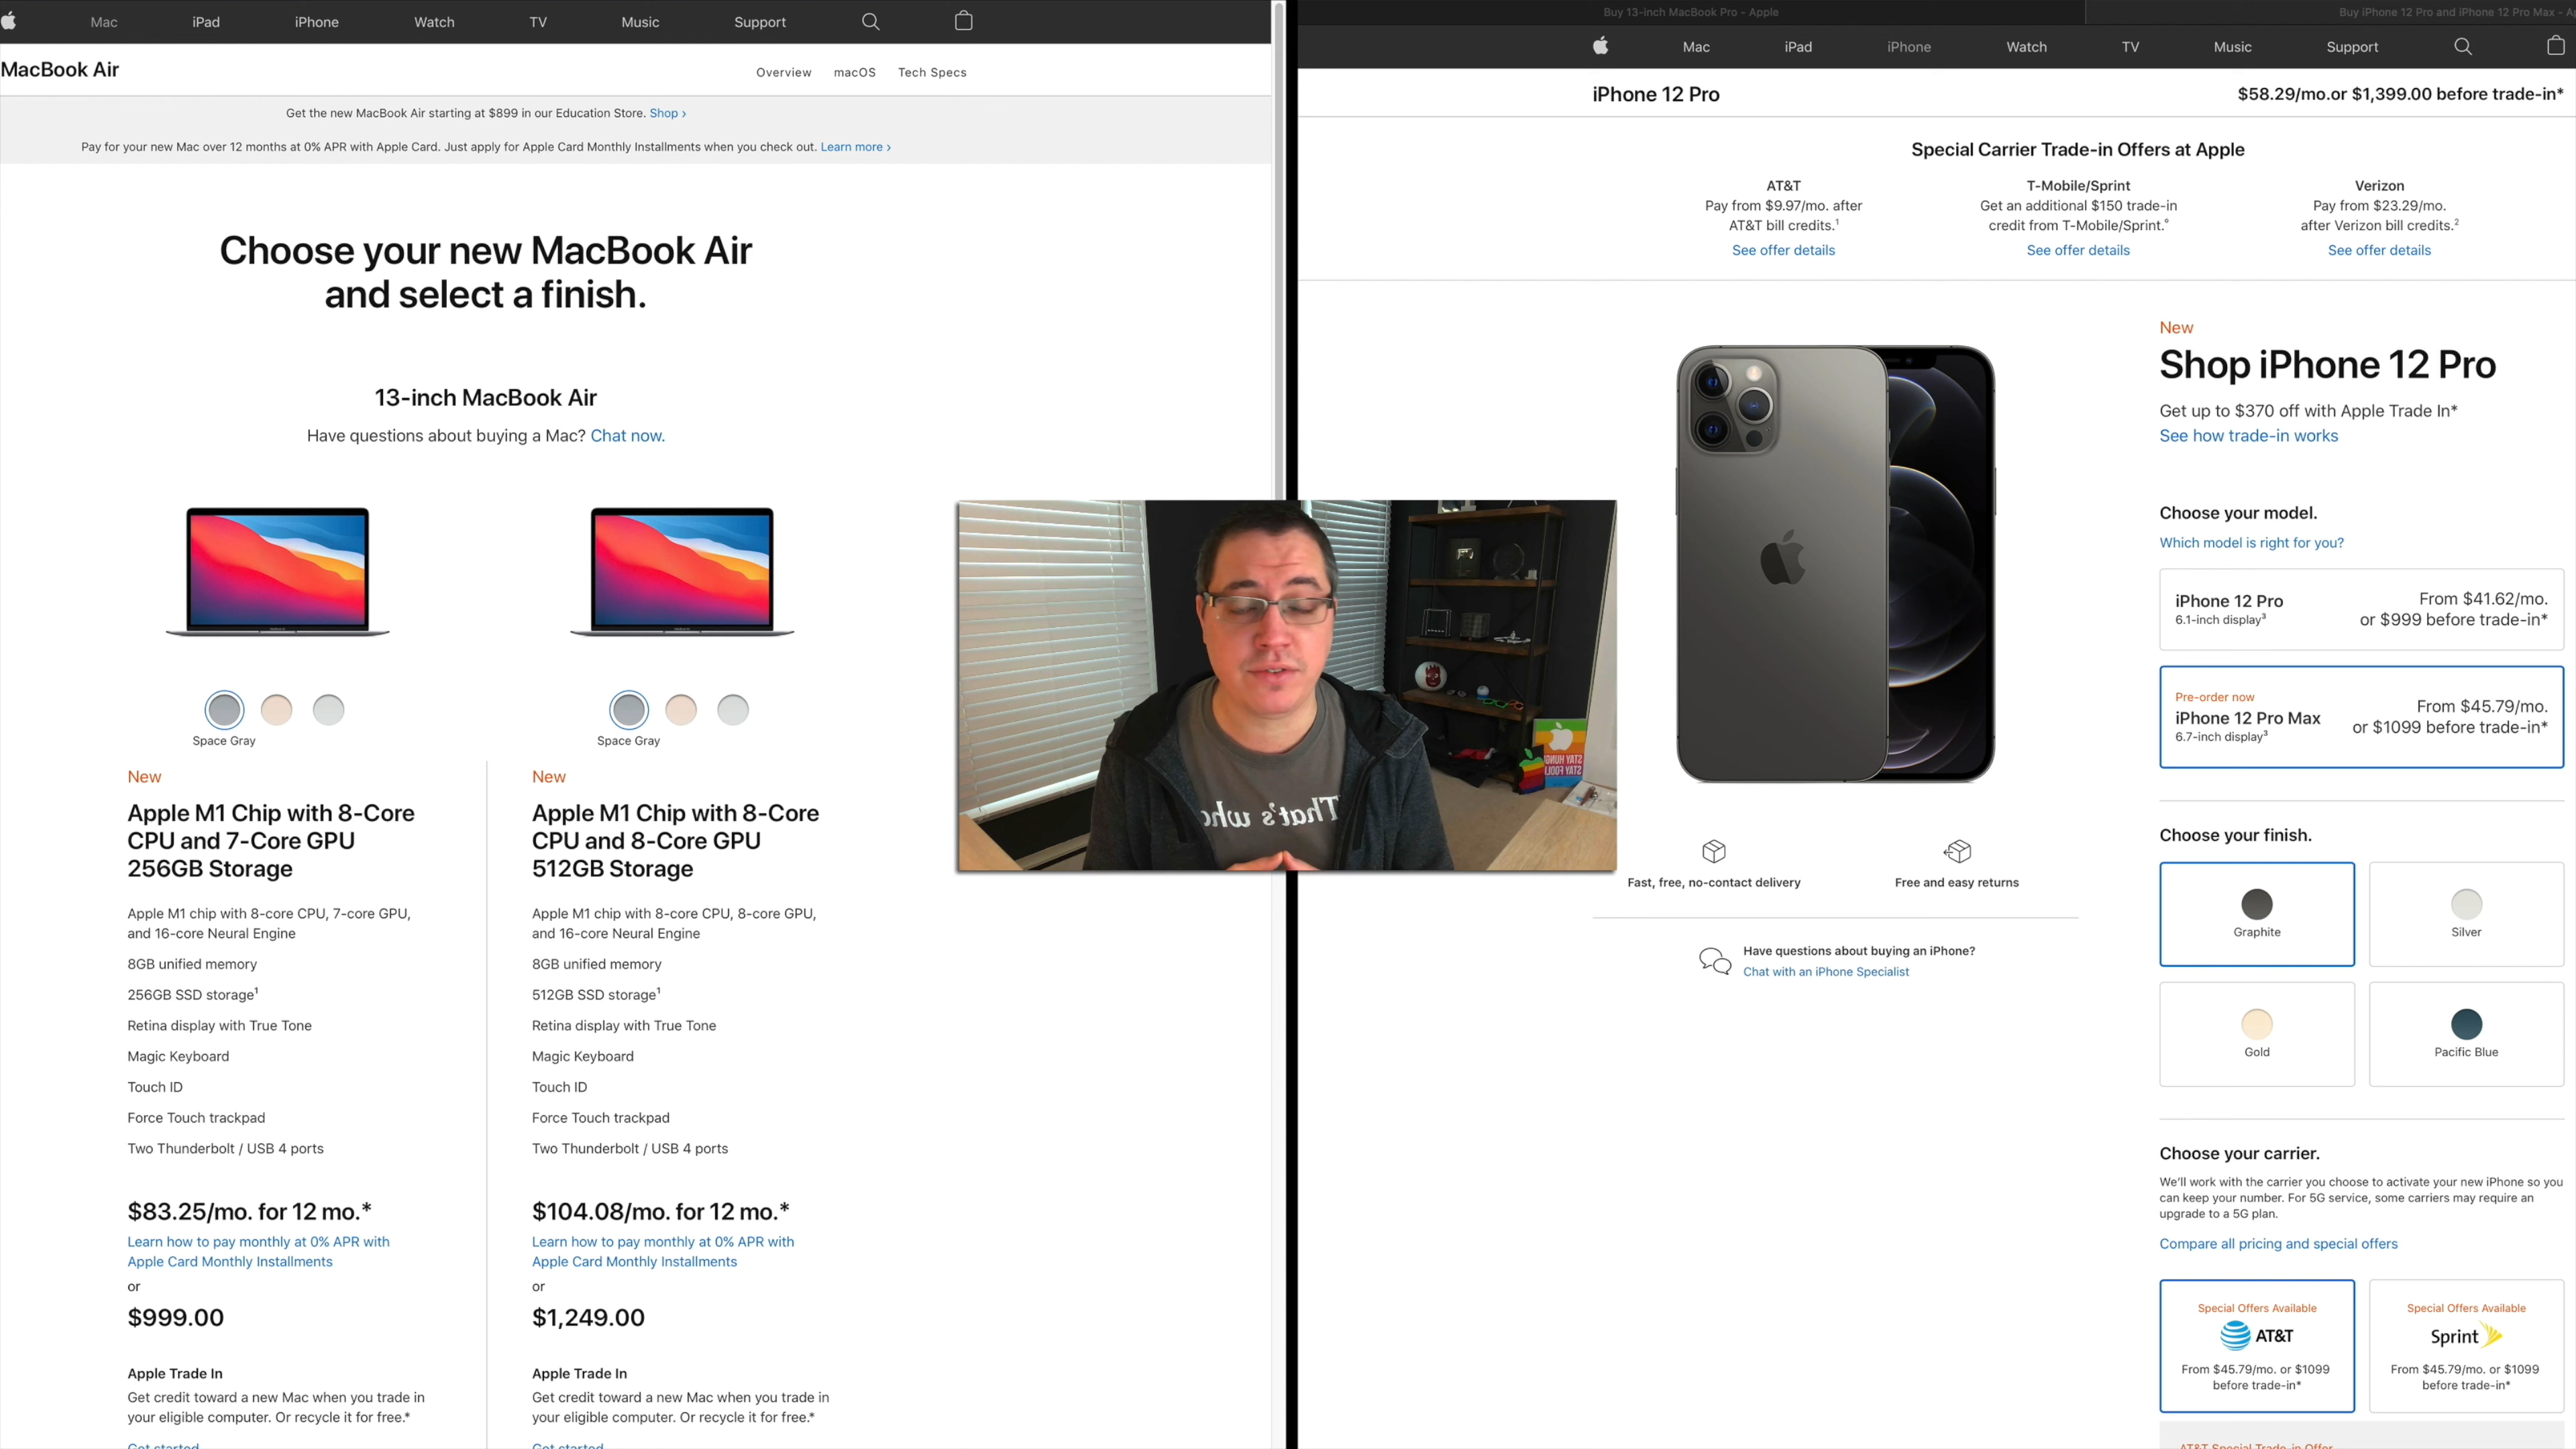 Mac iPad iPhone Watch TV Music Support
MacBook Air
Overview macOS Tech Specs
Get the new MacBook Air starting at $899 in our Education Store. Shop ›
Pay for your new Mac over 12 months at 0% APR with Apple Card. Just apply for Apple Card Monthly Installments when you check out. Learn more ›
Choose your new MacBook Air
and select a finish.
13-inch MacBook Air
Have questions about buying a Mac? Chat now.
Space Gray
New
Apple M1 Chip with 8-Core
CPU and 7-Core GPU
256GB Storage
Apple M1 chip with 8-core CPU, 7-core GPU,
and 16-core Neural Engine
8GB unified memory
256GB SSD storage¹
Retina display with True Tone
Magic Keyboard
Touch ID
Force Touch trackpad
Two Thunderbolt / USB 4 ports
$83.25/mo. for 12 mo.*
Learn how to pay monthly at 0% APR with
Apple Card Monthly Installments
or
$999.00
Apple Trade In
Get credit toward a new Mac when you trade in
your eligible computer. Or recycle it for free.*
Get started
Space Gray
New
Apple M1 Chip with 8-Core
CPU and 8-Core GPU
512GB Storage
Apple M1 chip with 8-core CPU, 8-core GPU,
and 16-core Neural Engine
8GB unified memory
512GB SSD storage¹
Retina display with True Tone
Magic Keyboard
Touch ID
Force Touch trackpad
Two Thunderbolt / USB 4 ports
$104.08/mo. for 12 mo.*
Learn how to pay monthly at 0% APR with
Apple Card Monthly Installments
or
$1,249.00
Apple Trade In
Get credit toward a new Mac when you trade in
your eligible computer. Or recycle it for free.*
Get started
That's who
STAY HUNG
STAY FOOL
Buy 13-inch MacBook Pro - Apple
Buy iPhone 12 Pro and iPhone 12 Pro Max - Ap
Mac iPad iPhone Watch TV Music Support
iPhone 12 Pro
$58.29/mo.or $1,399.00 before trade-in*
Special Carrier Trade-in Offers at Apple
AT&T
Pay from $9.97/mo. after
AT&T bill credits.¹
See offer details
T-Mobile/Sprint
Get an additional $150 trade-in
credit from T-Mobile/Sprint.°
See offer details
Verizon
Pay from $23.29/mo.
after Verizon bill credits.²
See offer details
Fast, free, no-contact delivery
Free and easy returns
Have questions about buying an iPhone?
Chat with an iPhone Specialist
New
Shop iPhone 12 Pro
Get up to $370 off with Apple Trade In*
See how trade-in works
Choose your model.
Which model is right for you?
iPhone 12 Pro
6.1-inch display³
From $41.62/mo.
or $999 before trade-in*
Pre-order now
iPhone 12 Pro Max
6.7-inch display³
From $45.79/mo.
or $1099 before trade-in*
Choose your finish.
Graphite
Silver
Gold
Pacific Blue
Choose your carrier.
We'll work with the carrier you choose to activate your new iPhone so you
can keep your number. For 5G service, some carriers may require an
upgrade to a 5G plan.
Compare all pricing and special offers
Special Offers Available
AT&T
From $45.79/mo. or $1099
before trade-in*
Special Offers Available
Sprint
From $45.79/mo. or $1099
before trade-in*
AT&T Special Trade-in Offer